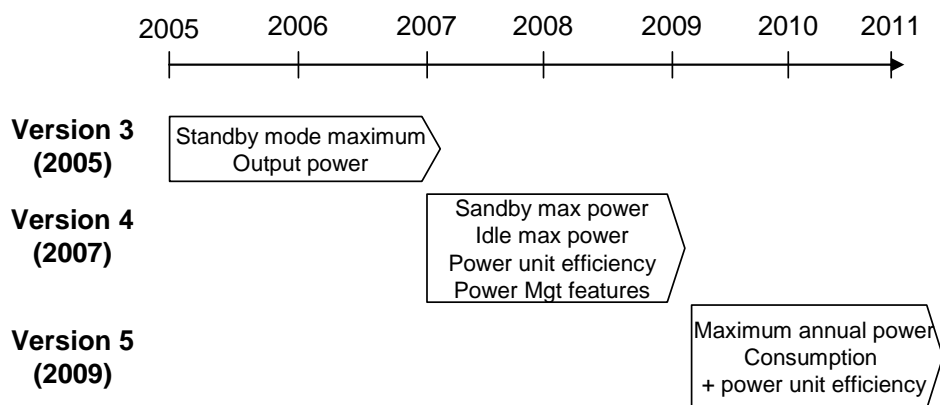 2005 2006 2007 2008 2009 2010 2011
Version 3
(2005)
Standby mode maximum
Output power
Version 4
(2007)
Sandby max power
Idle max power
Power unit efficiency
Power Mgt features
Version 5
(2009)
Maximum annual power
Consumption
+ power unit efficiency